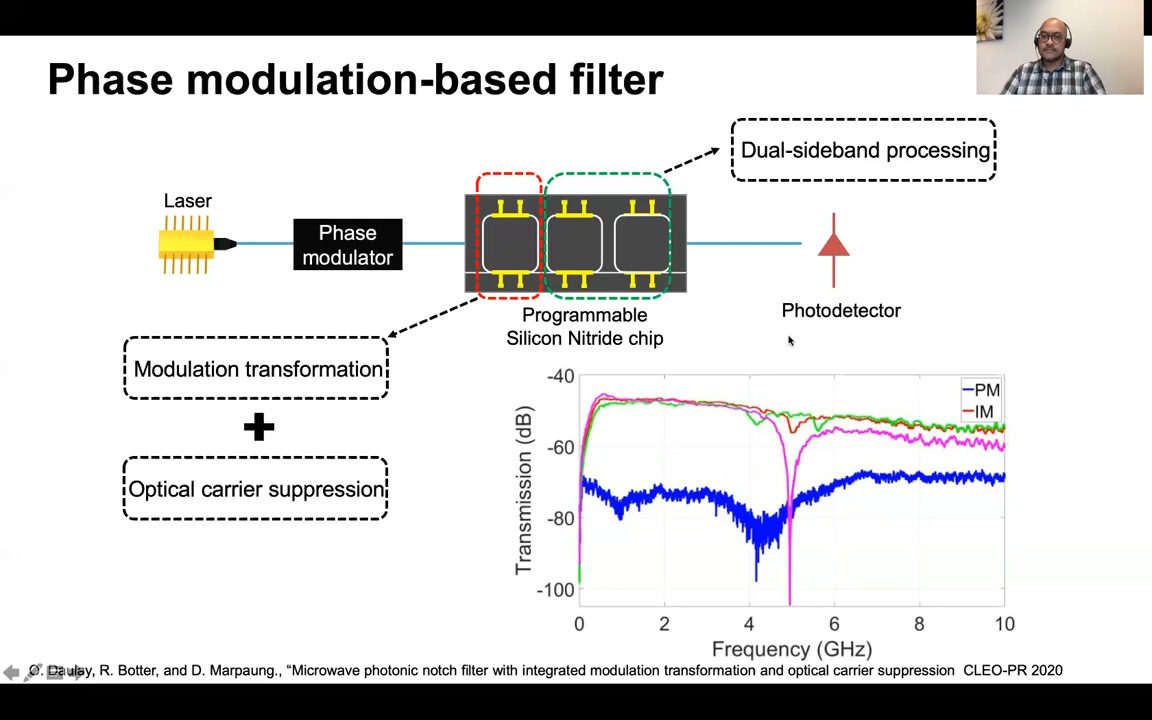 Phase modulation-based filter
Dual-sideband processing
Laser
Phase
modulator
Programmable
Silicon Nitride chip
Photodetector
Modulation transformation
Optical carrier suppression
PM
IM
Transmission (dB)
-40
-60
-80
-100
0 2 4 6 8 10
Frequency (GHz)
O. Daulay, R. Botter, and D. Marpaung., “Microwave photonic notch filter with integrated modulation transformation and optical carrier suppression CLEO-PR 2020